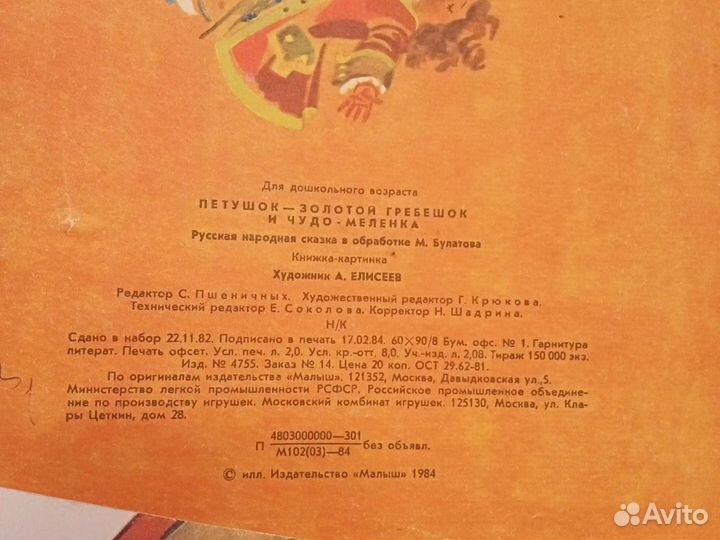 Для дошкольного возраста
ПЕТУШОК — ЗОЛОТОЙ ГРЕБЕШОК
И ЧУДО-МЕЛЕНКА
Русская народная сказка в обработке М. Булатова
Книжка-картинка
Художник А. ЕЛИСЕЕВ
Редактор С. Пшеничных. Художественный редактор Г. Крюкова.
Технический редактор Е. Соколова. Корректор Н. Шадрина.
Н/К
Сдано в набор 22.11.82. Подписано в печать 17.02.84. 60×90/8 Бум. офс. № 1. Гарнитура
литерат. Печать офсет. Усл. печ. л. 2,0. Усл. кр.-отт. 8,0. Уч.-изд. л. 2,08. Тираж 150 000 экз.
Изд. № 4755. Заказ № 14. Цена 20 коп. ОСТ 29.62-81.
По оригиналам издательства «Малыш». 121352, Москва, Давыдковская ул.,5.
Министерство легкой промышленности РСФСР, Российское промышленное объедине-
ние по производству игрушек. Московский комбинат игрушек. 125130, Москва, ул. Кла-
ры Цеткин, дом 28.
П 4803000000—301
М102(03)—84 без объявл.
© илл. Издательство «Малыш» 1984
Avito